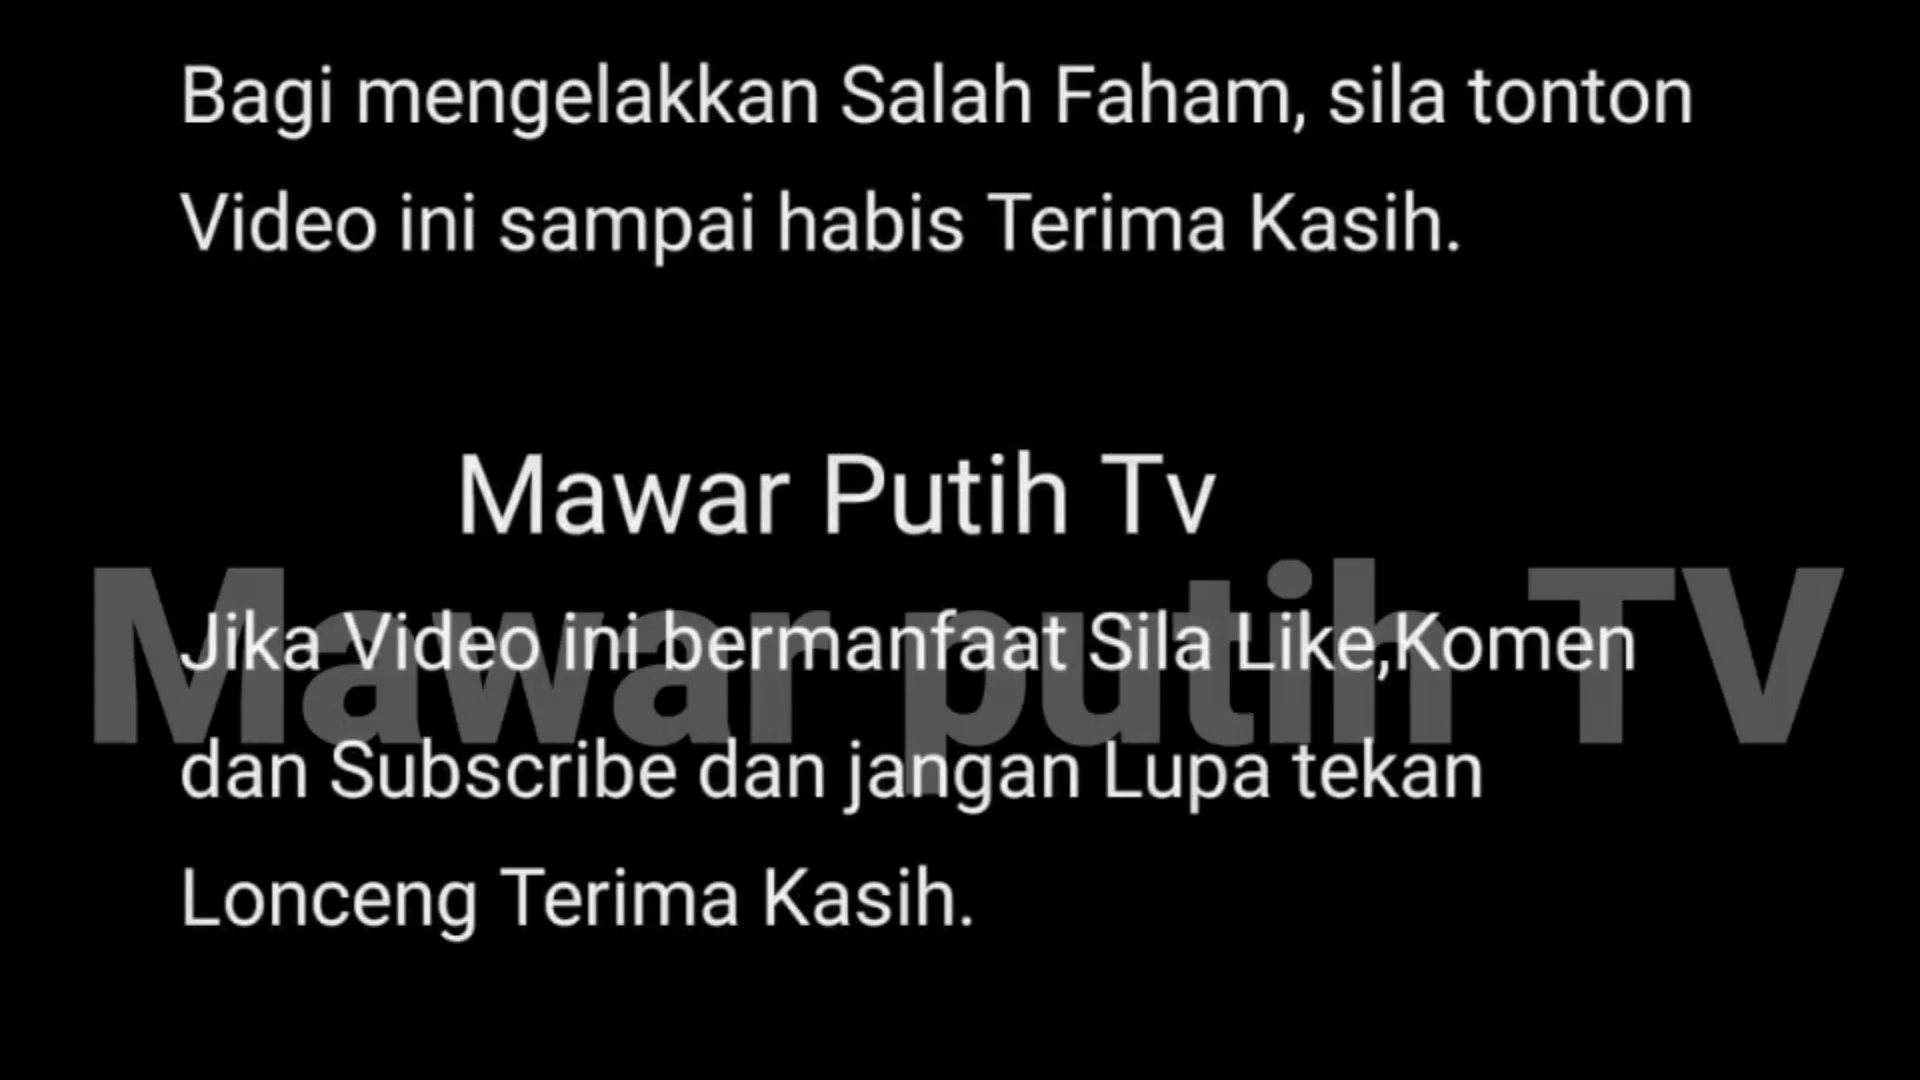 Bagi mengelakkan Salah Faham, sila tonton
Video ini sampai habis Terima Kasih.
Mawar Putih Tv
Mawar putih TV
Jika Video ini bermanfaat Sila Like,Komen
dan Subscribe dan jangan Lupa tekan
Lonceng Terima Kasih.